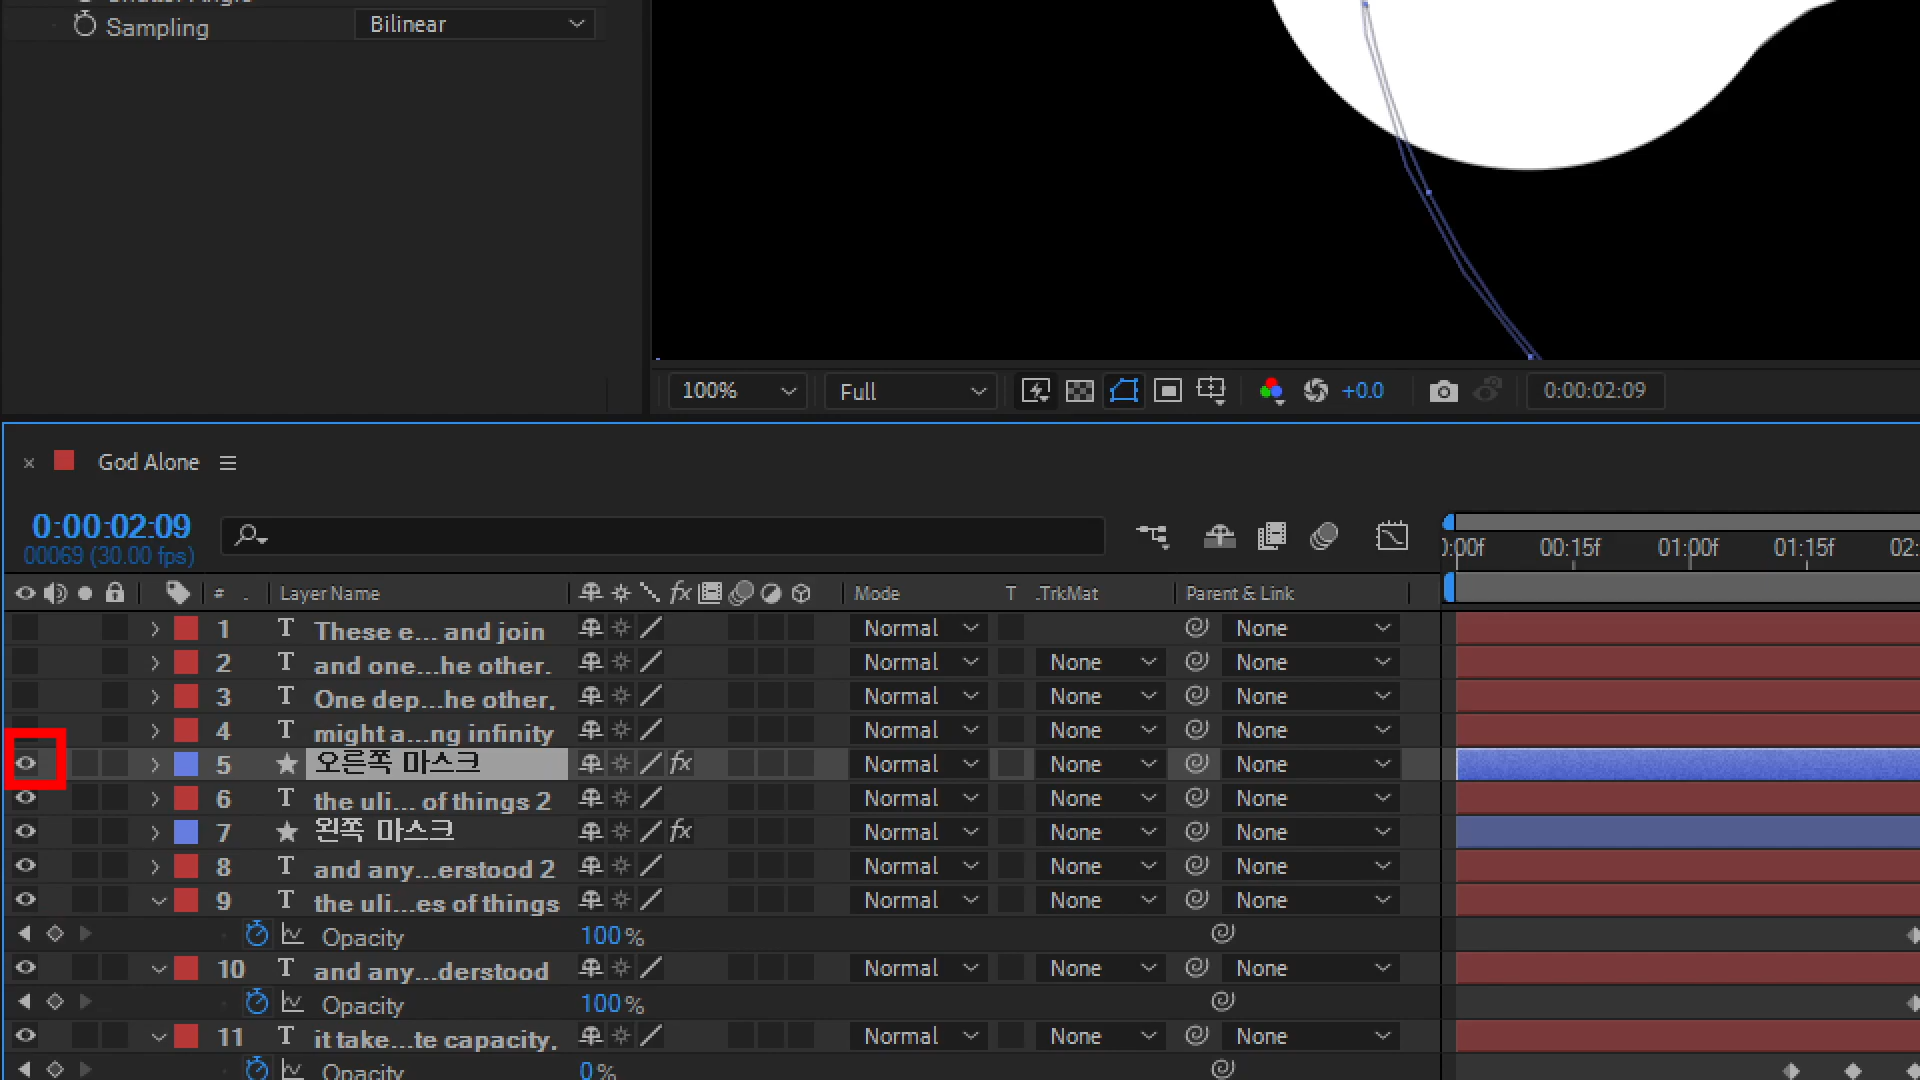 Sampling Bilinear
100% Full +0.0 0:00:02:09
× God Alone
0:00:02:09
00069 (30.00 fps)
:00f 00:15f 01:00f 01:15f 02:
# . Layer Name fx Mode T .TrkMat Parent & Link
1 T These e... and join Normal None
2 T and one...he other. Normal None None
3 T One dep...he other. Normal None None
4 T might a...ng infinity Normal None None
5 오른쪽 마스크 fx Normal None None
6 T the uli... of things 2 Normal None None
7 왼쪽 마스크 fx Normal None None
8 T and any...erstood 2 Normal None None
9 T the uli...es of things Normal None None
Opacity 100%
10 T and any...derstood Normal None None
Opacity 100%
11 T it take...te capacity. Normal None None
Opacity 0%